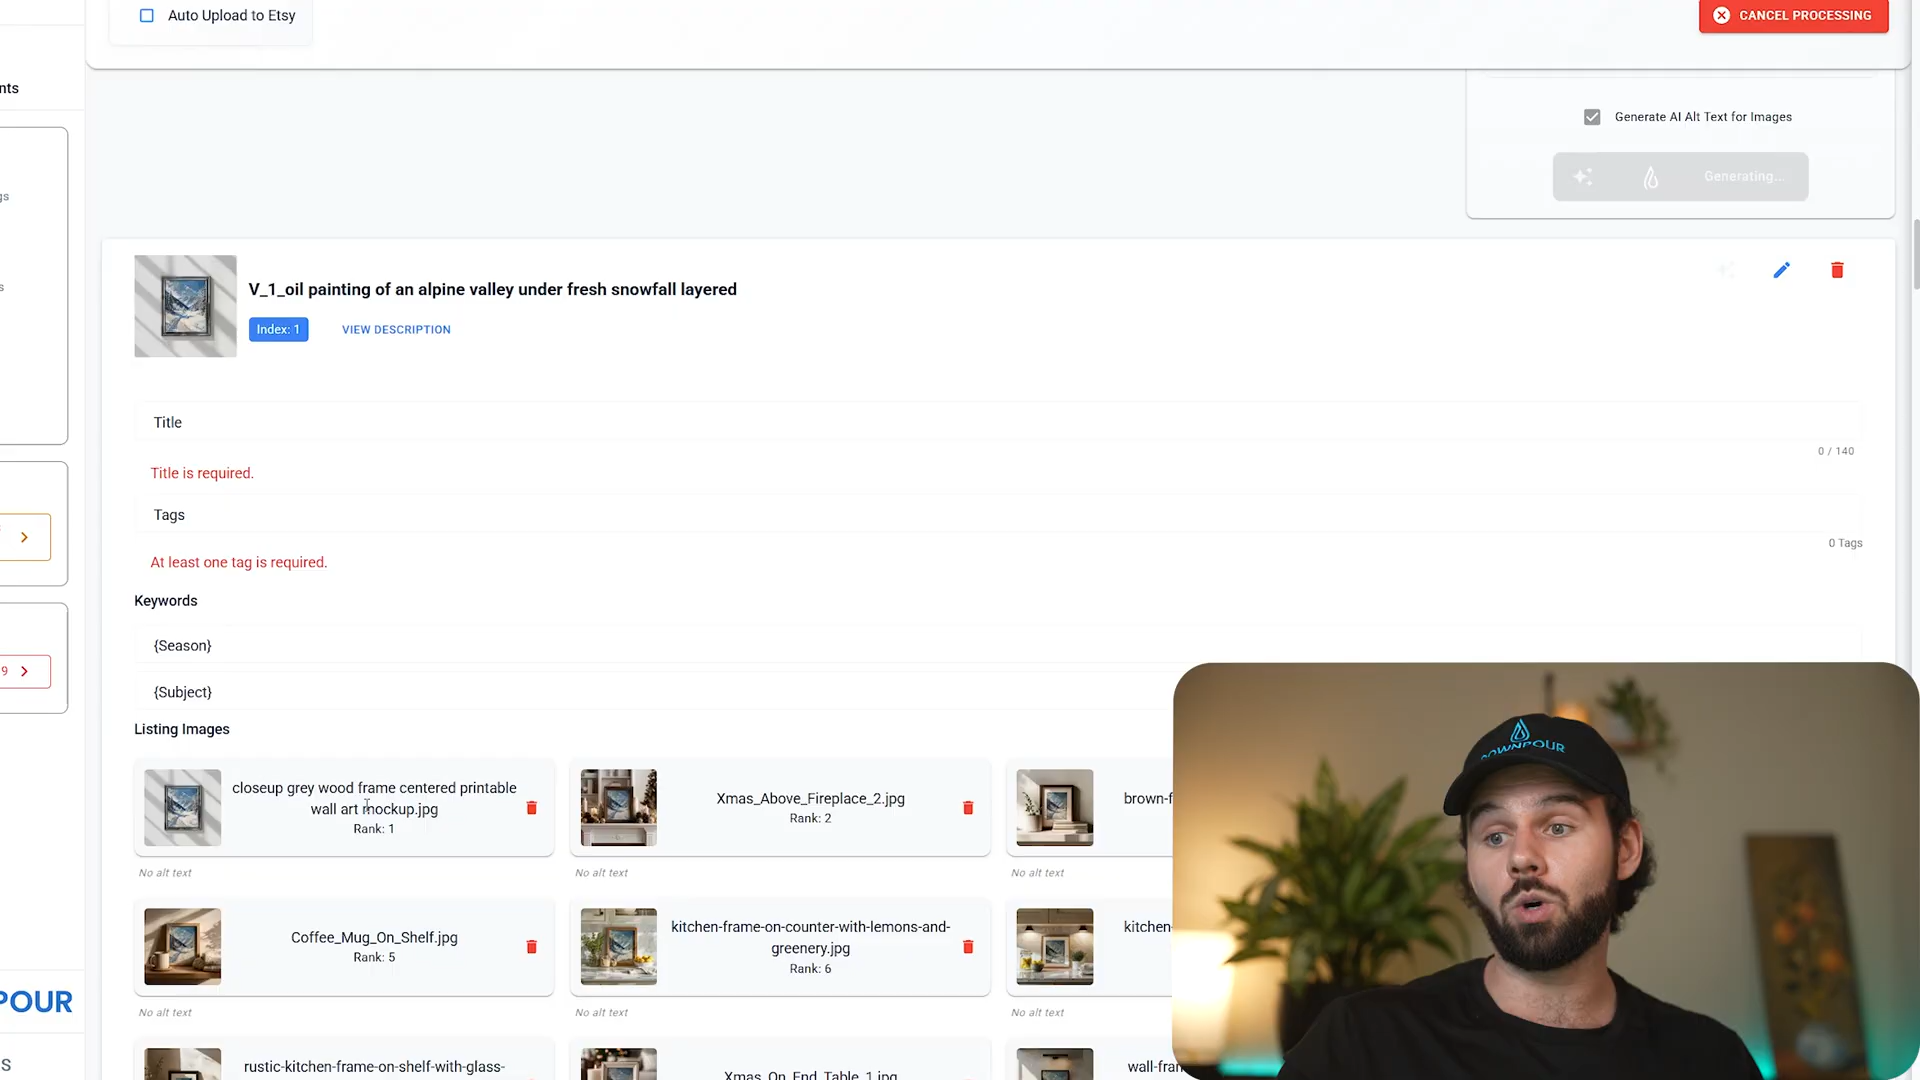 Auto Upload to Etsy
CANCEL PROCESSING
nts
Generate AI Alt Text for Images
gs
Generating...
V_1_oil painting of an alpine valley under fresh snowfall layered
s
Index: 1
VIEW DESCRIPTION
Title
0 / 140
Title is required.
Tags
0 Tags
At least one tag is required.
Keywords
{Season}
9
{Subject}
Listing Images
closeup grey wood frame centered printable
wall art mockup.jpg
Rank: 1
Xmas_Above_Fireplace_2.jpg
Rank: 2
brown-f
No alt text
No alt text
No alt text
Coffee_Mug_On_Shelf.jpg
Rank: 5
kitchen-frame-on-counter-with-lemons-and-
greenery.jpg
Rank: 6
kitchen-
No alt text
No alt text
No alt text
rustic-kitchen-frame-on-shelf-with-glass-
Xmas_On_End_Table_1.jpg
wall-fran
POUR
S
DOWNPOUR